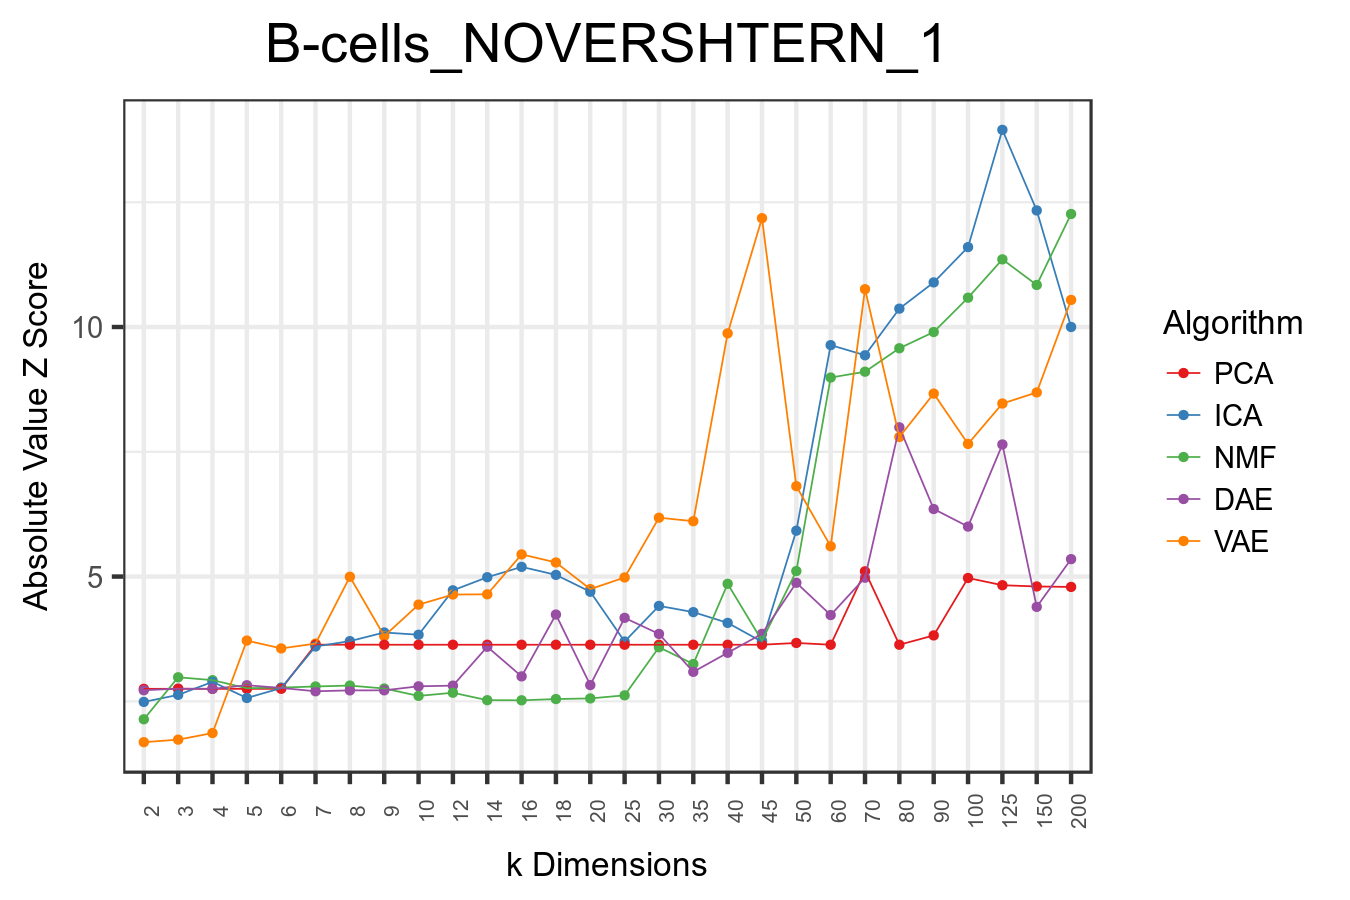 B-cells_NOVERSHTERN_1
Absolute Value Z Score
10
5
2 3 4 5 6 7 8 9 10 12 14 16 18 20 25 30 35 40 45 50 60 70 80 90 100 125 150 200
k Dimensions
Algorithm
PCA
ICA
NMF
DAE
VAE